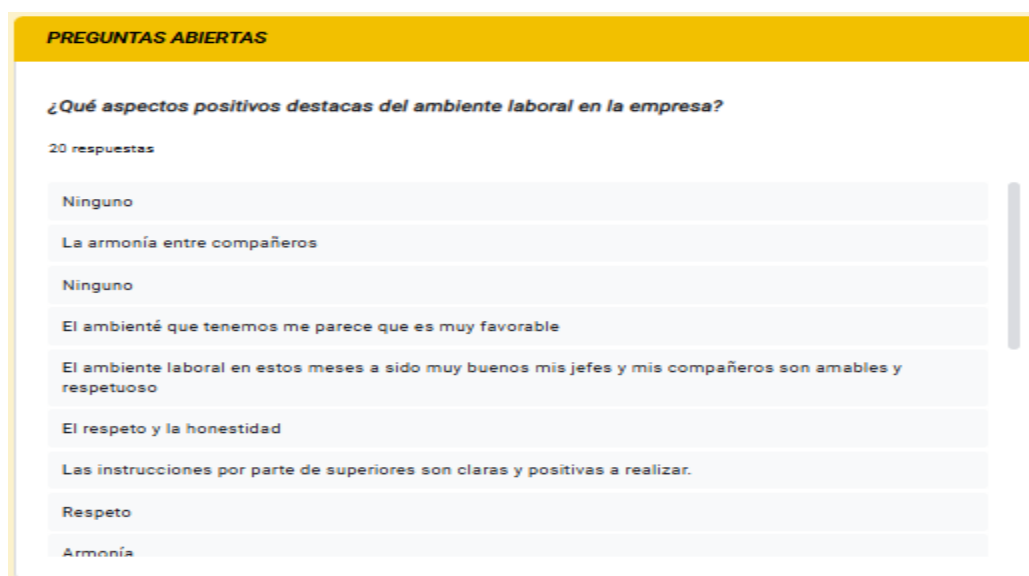 PREGUNTAS ABIERTAS
¿Qué aspectos positivos destacas del ambiente laboral en la empresa?
20 respuestas
Ninguno
La armonía entre compañeros
Ninguno
El ambienté que tenemos me parece que es muy favorable
El ambiente laboral en estos meses a sido muy buenos mis jefes y mis compañeros son amables y
respetuoso
El respeto y la honestidad
Las instrucciones por parte de superiores son claras y positivas a realizar.
Respeto
Armonía